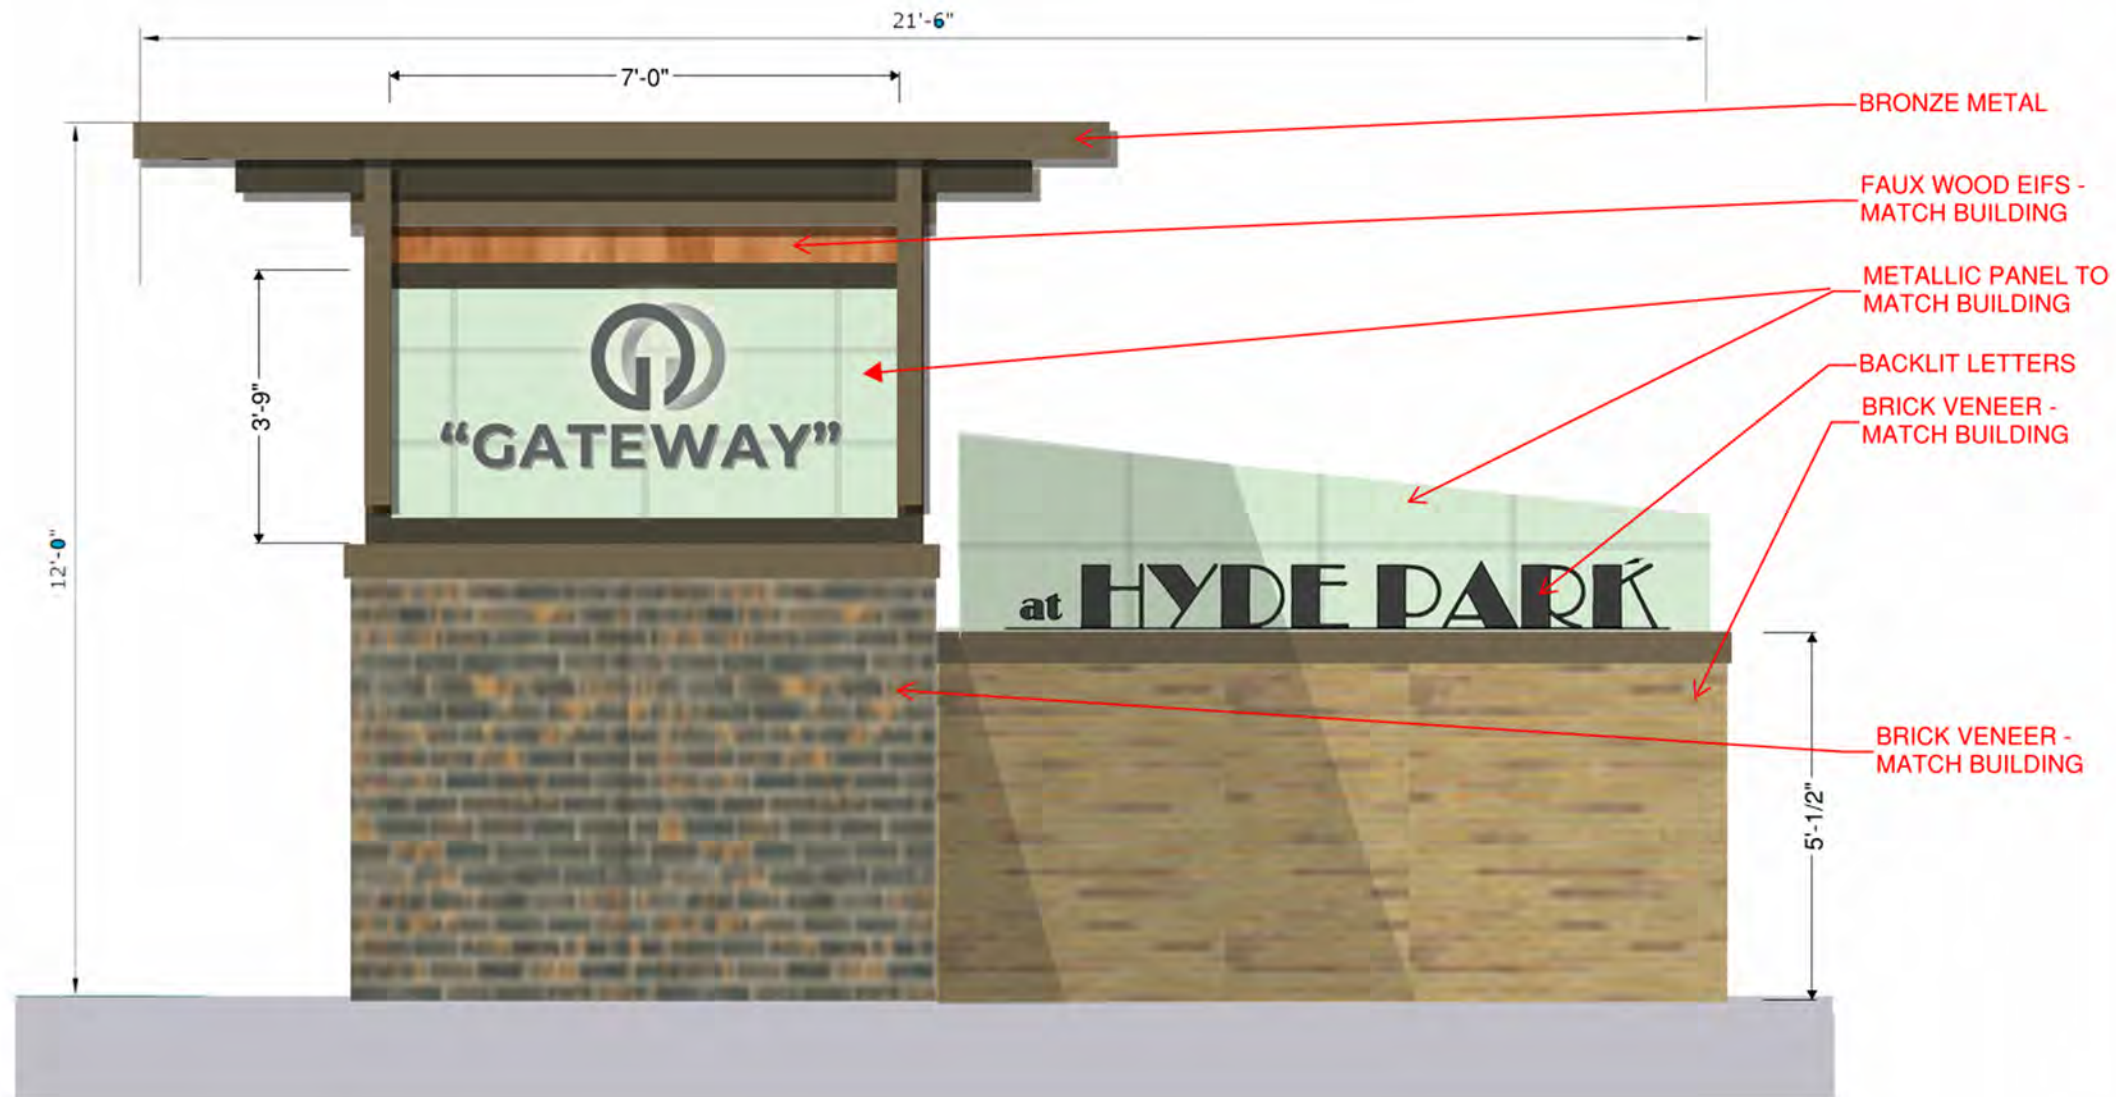 21'-6"
7'-0"
BRONZE METAL
FAUX WOOD EIFS -
MATCH BUILDING
METALLIC PANEL TO
MATCH BUILDING
BACKLIT LETTERS
BRICK VENEER -
MATCH BUILDING
3'-9"
“GATEWAY”
12'-0"
at HYDE PARK
BRICK VENEER -
MATCH BUILDING
5'-1/2"